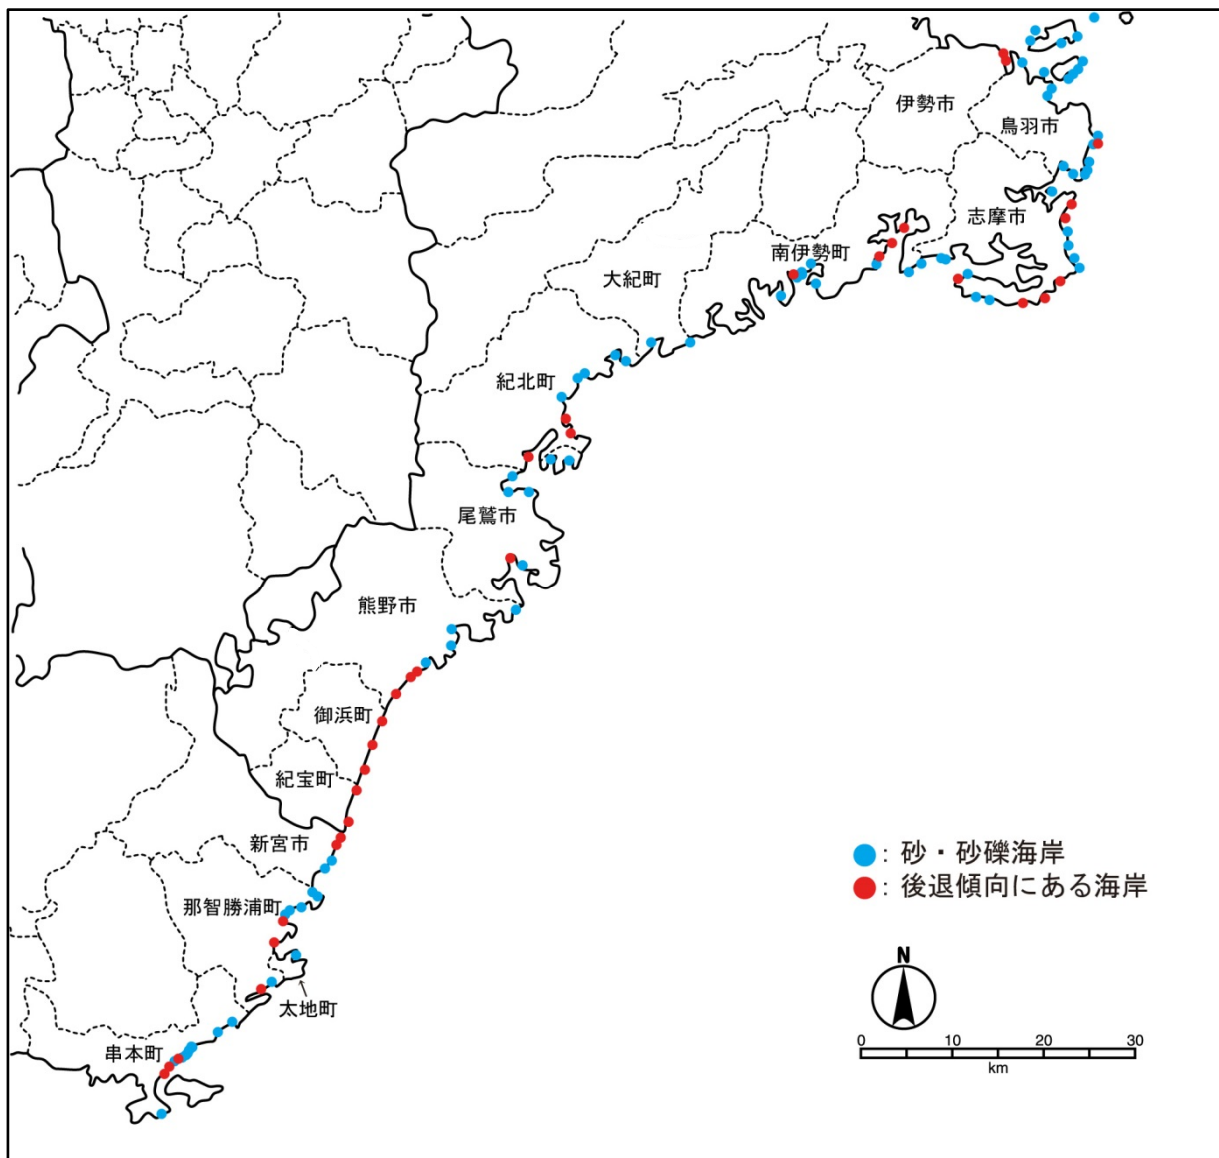 伊勢市
鳥羽市
志摩市
南伊勢町
大紀町
紀北町
尾鷲市
熊野市
御浜町
紀宝町
新宮市
那智勝浦町
太地町
串本町
：砂・砂礫海岸
：後退傾向にある海岸
N
0 10 20 30
km